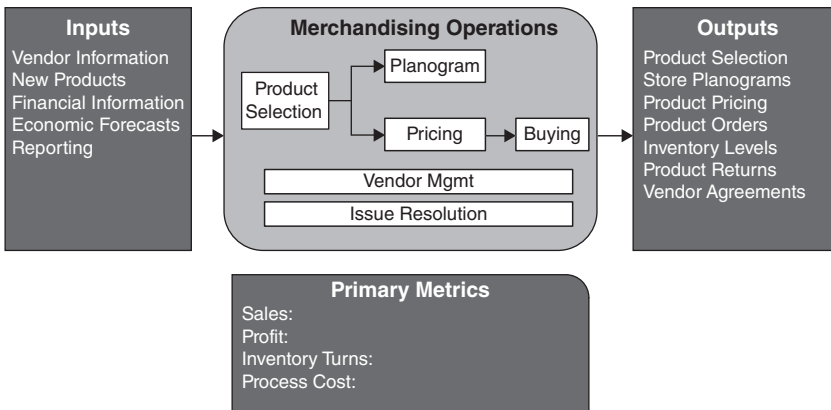 Inputs
Vendor Information
New Products
Financial Information
Economic Forecasts
Reporting
Merchandising Operations
Product
Selection
Planogram
Pricing
Buying
Vendor Mgmt
Issue Resolution
Outputs
Product Selection
Store Planograms
Product Pricing
Product Orders
Inventory Levels
Product Returns
Vendor Agreements
Primary Metrics
Sales:
Profit:
Inventory Turns:
Process Cost: